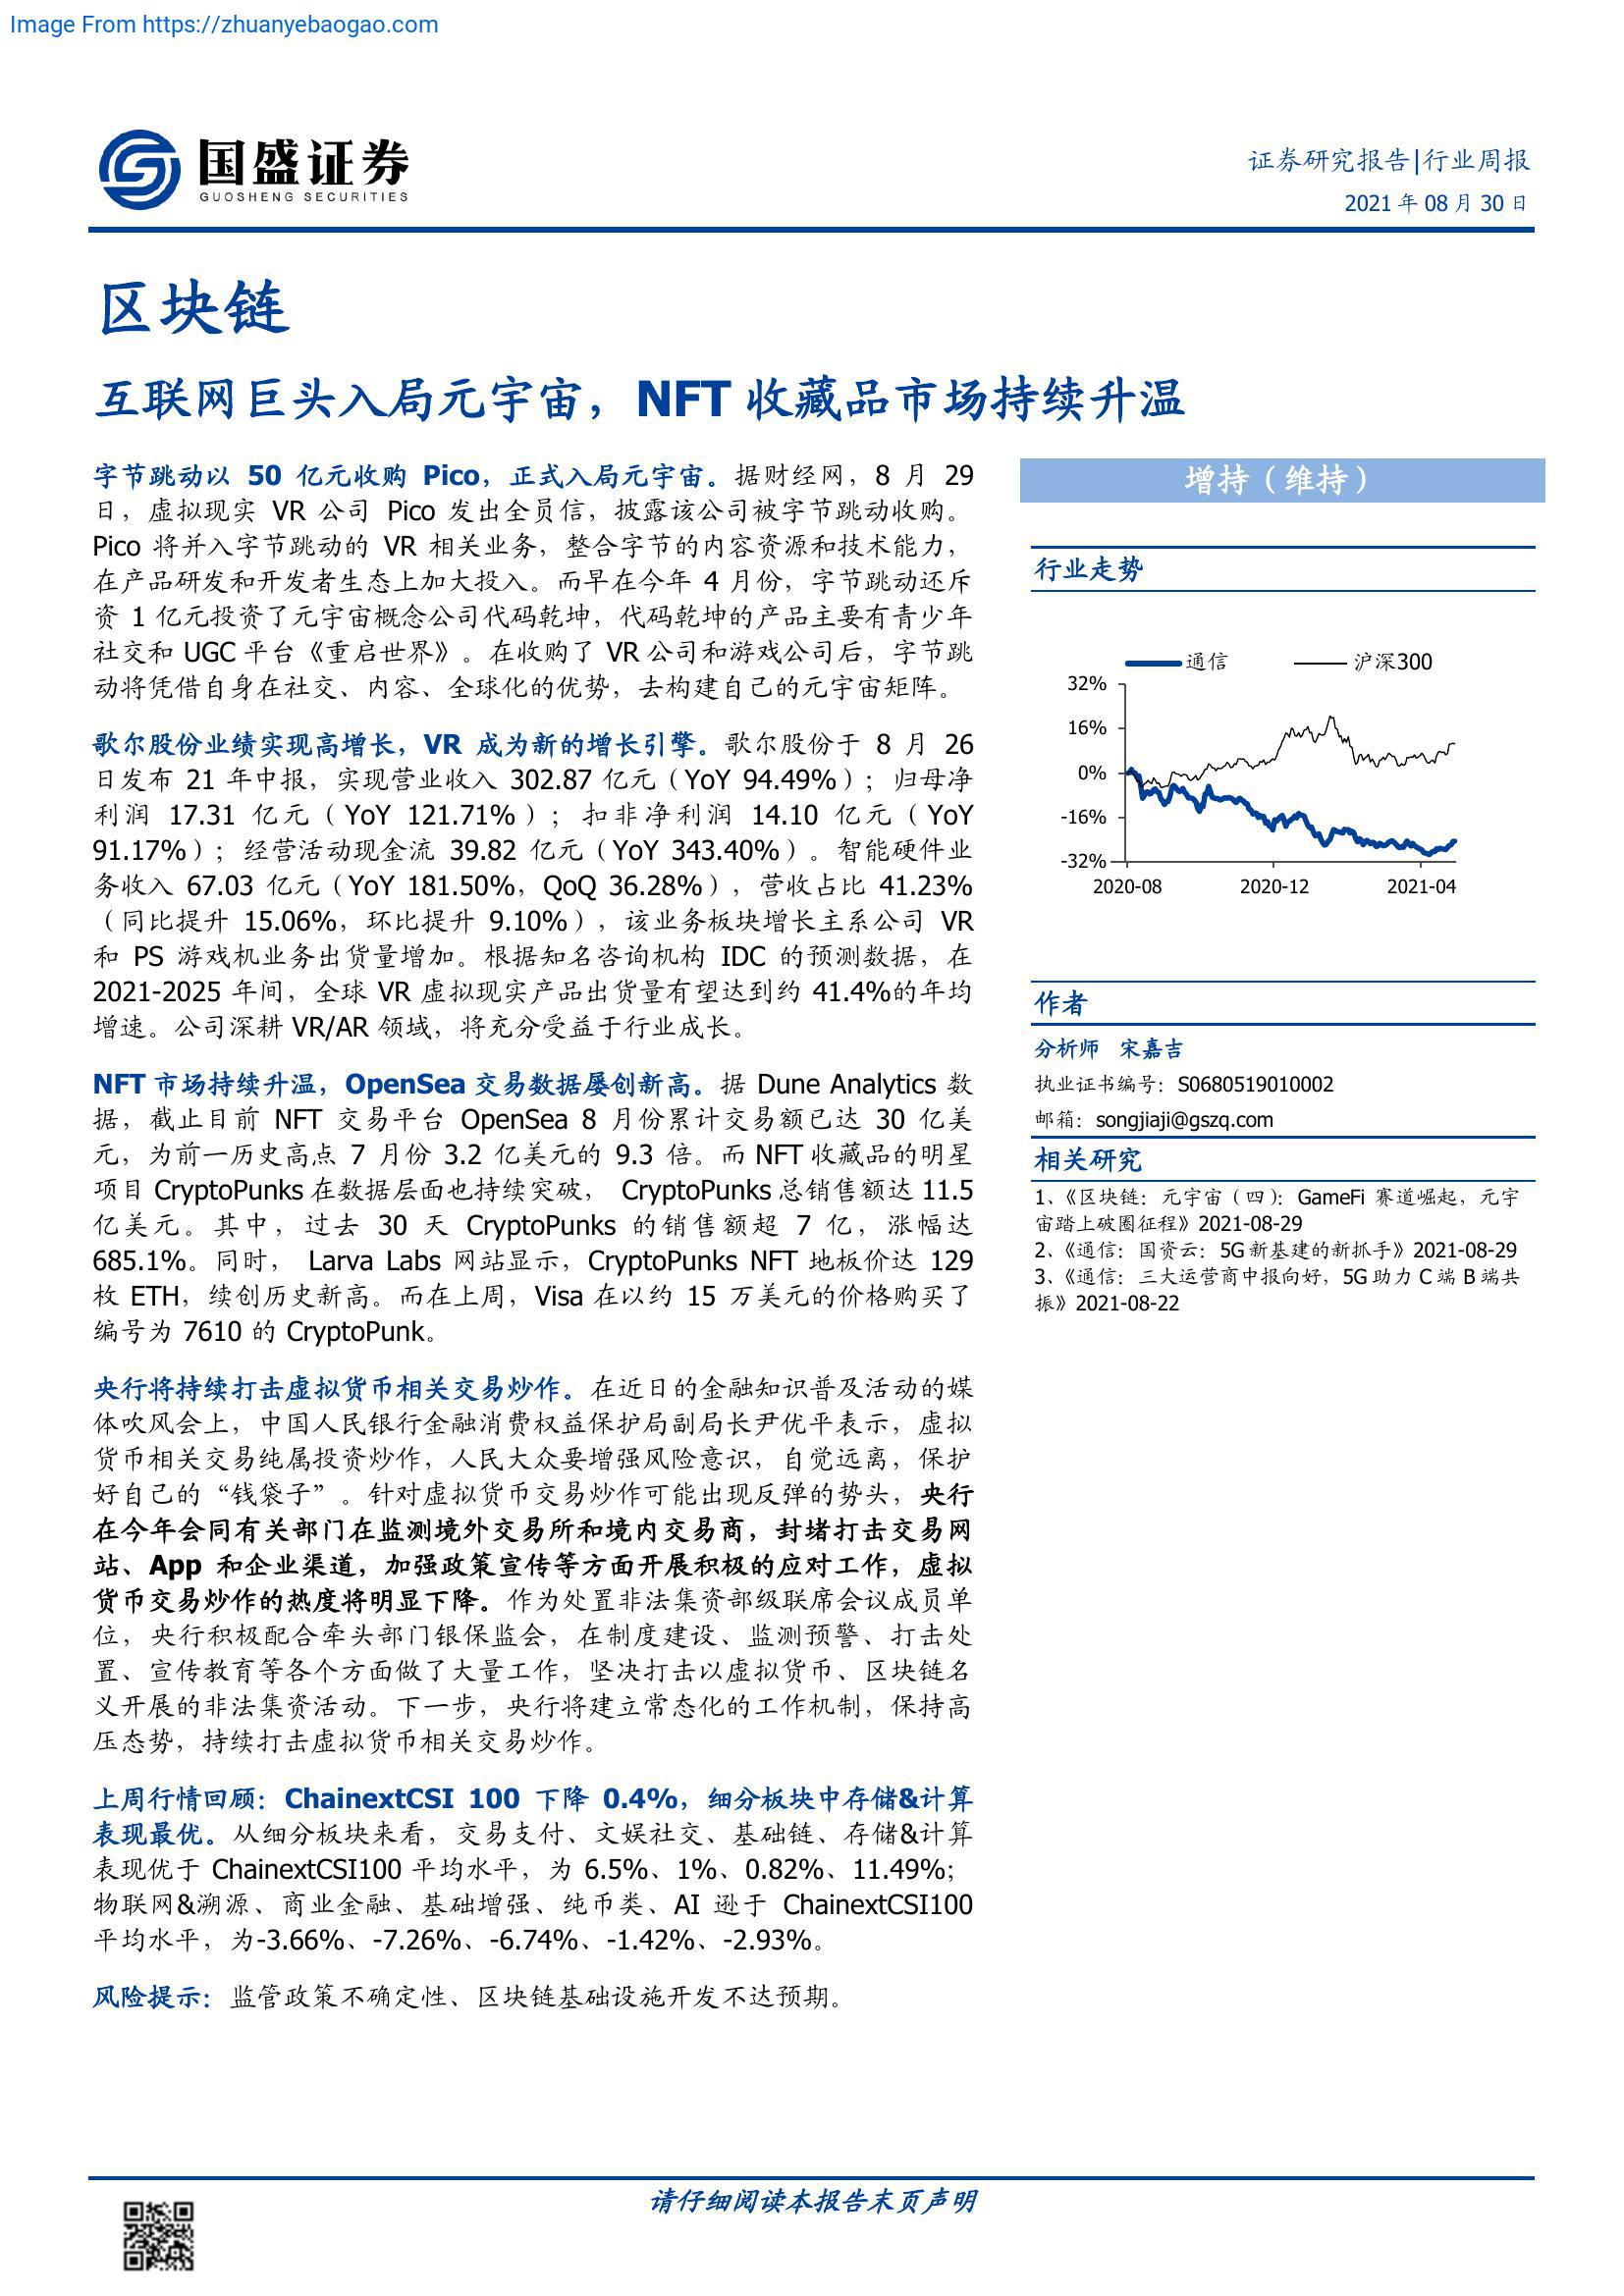 Image From https://zhuanyebaogao.com
国盛证券
GUOSHENG SECURITIES
证券研究报告|行业周报
2021 年 08 月 30 日
区块链
互联网巨头入局元宇宙，NFT 收藏品市场持续升温
字节跳动以 50 亿元收购 Pico，正式入局元宇宙。据财经网，8 月 29
日，虚拟现实 VR 公司 Pico 发出全员信，披露该公司被字节跳动收购。
Pico 将并入字节跳动的 VR 相关业务，整合字节的内容资源和技术能力，
在产品研发和开发者生态上加大投入。而早在今年 4 月份，字节跳动还斥
资 1 亿元投资了元宇宙概念公司代码乾坤，代码乾坤的产品主要有青少年
社交和 UGC 平台《重启世界》。在收购了 VR 公司和游戏公司后，字节跳
动将凭借自身在社交、内容、全球化的优势，去构建自己的元宇宙矩阵。
歌尔股份业绩实现高增长，VR 成为新的增长引擎。歌尔股份于 8 月 26
日发布 21 年中报，实现营业收入 302.87 亿元（YoY 94.49%）；归母净
利润 17.31 亿元（YoY 121.71%）；扣非净利润 14.10 亿元（YoY
91.17%）；经营活动现金流 39.82 亿元（YoY 343.40%）。智能硬件业
务收入 67.03 亿元（YoY 181.50%，QoQ 36.28%），营收占比 41.23%
（同比提升 15.06%，环比提升 9.10%），该业务板块增长主系公司 VR
和 PS 游戏机业务出货量增加。根据知名咨询机构 IDC 的预测数据，在
2021-2025 年间，全球 VR 虚拟现实产品出货量有望达到约 41.4%的年均
增速。公司深耕 VR/AR 领域，将充分受益于行业成长。
NFT 市场持续升温，OpenSea 交易数据屡创新高。据 Dune Analytics 数
据，截止目前 NFT 交易平台 OpenSea 8 月份累计交易额已达 30 亿美
元，为前一历史高点 7 月份 3.2 亿美元的 9.3 倍。而 NFT 收藏品的明星
项目 CryptoPunks 在数据层面也持续突破， CryptoPunks 总销售额达 11.5
亿美元。其中，过去 30 天 CryptoPunks 的销售额超 7 亿，涨幅达
685.1%。同时， Larva Labs 网站显示，CryptoPunks NFT 地板价达 129
枚 ETH，续创历史新高。而在上周，Visa 在以约 15 万美元的价格购买了
编号为 7610 的 CryptoPunk。
央行将持续打击虚拟货币相关交易炒作。在近日的金融知识普及活动的媒
体吹风会上，中国人民银行金融消费权益保护局副局长尹优平表示，虚拟
货币相关交易纯属投资炒作，人民大众要增强风险意识，自觉远离，保护
好自己的“钱袋子”。针对虚拟货币交易炒作可能出现反弹的势头，央行
在今年会同有关部门在监测境外交易所和境内交易商，封堵打击交易网
站、App 和企业渠道，加强政策宣传等方面开展积极的应对工作，虚拟
货币交易炒作的热度将明显下降。作为处置非法集资部级联席会议成员单
位，央行积极配合牵头部门银保监会，在制度建设、监测预警、打击处
置、宣传教育等各个方面做了大量工作，坚决打击以虚拟货币、区块链名
义开展的非法集资活动。下一步，央行将建立常态化的工作机制，保持高
压态势，持续打击虚拟货币相关交易炒作。
上周行情回顾：ChainextCSI 100 下降 0.4%，细分板块中存储&计算
表现最优。从细分板块来看，交易支付、文娱社交、基础链、存储&计算
表现优于 ChainextCSI100 平均水平，为 6.5%、1%、0.82%、11.49%；
物联网&溯源、商业金融、基础增强、纯币类、AI 逊于 ChainextCSI100
平均水平，为-3.66%、-7.26%、-6.74%、-1.42%、-2.93%。
风险提示：监管政策不确定性、区块链基础设施开发不达预期。
增持（维持）
行业走势
通信 沪深300
32%
16%
0%
-16%
-32%
2020-08 2020-12 2021-04
作者
分析师 宋嘉吉
执业证书编号：S0680519010002
邮箱：songjiaji@gszq.com
相关研究
1、《区块链：元宇宙（四）：GameFi 赛道崛起，元宇
宙踏上破圈征程》2021-08-29
2、《通信：国资云：5G 新基建的新抓手》2021-08-29
3、《通信：三大运营商中报向好，5G 助力 C 端 B 端共
振》2021-08-22
请仔细阅读本报告末页声明